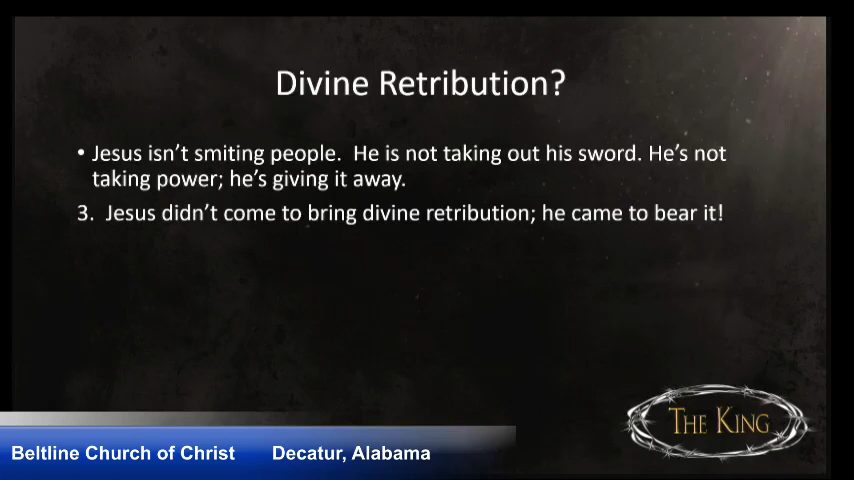 Divine Retribution?
• Jesus isn't smiting people.  He is not taking out his sword. He's not
taking power; he's giving it away.
3.  Jesus didn't come to bring divine retribution; he came to bear it!
THE KING
Beltline Church of Christ Decatur, Alabama